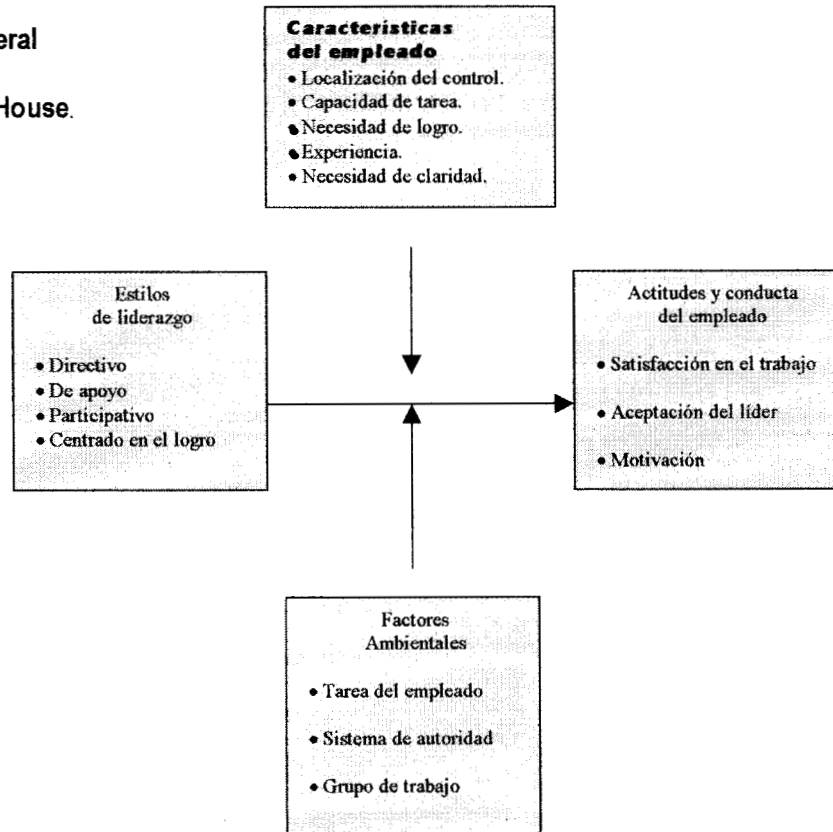 eral
House.
Características
del empleado
• Localización del control.
• Capacidad de tarea.
• Necesidad de logro.
• Experiencia.
• Necesidad de claridad.
Estilos
de liderazgo
• Directivo
• De apoyo
• Participativo
• Centrado en el logro
Actitudes y conducta
del empleado
• Satisfacción en el trabajo
• Aceptación del líder
• Motivación
Factores
Ambientales
• Tarea del empleado
• Sistema de autoridad
• Grupo de trabajo